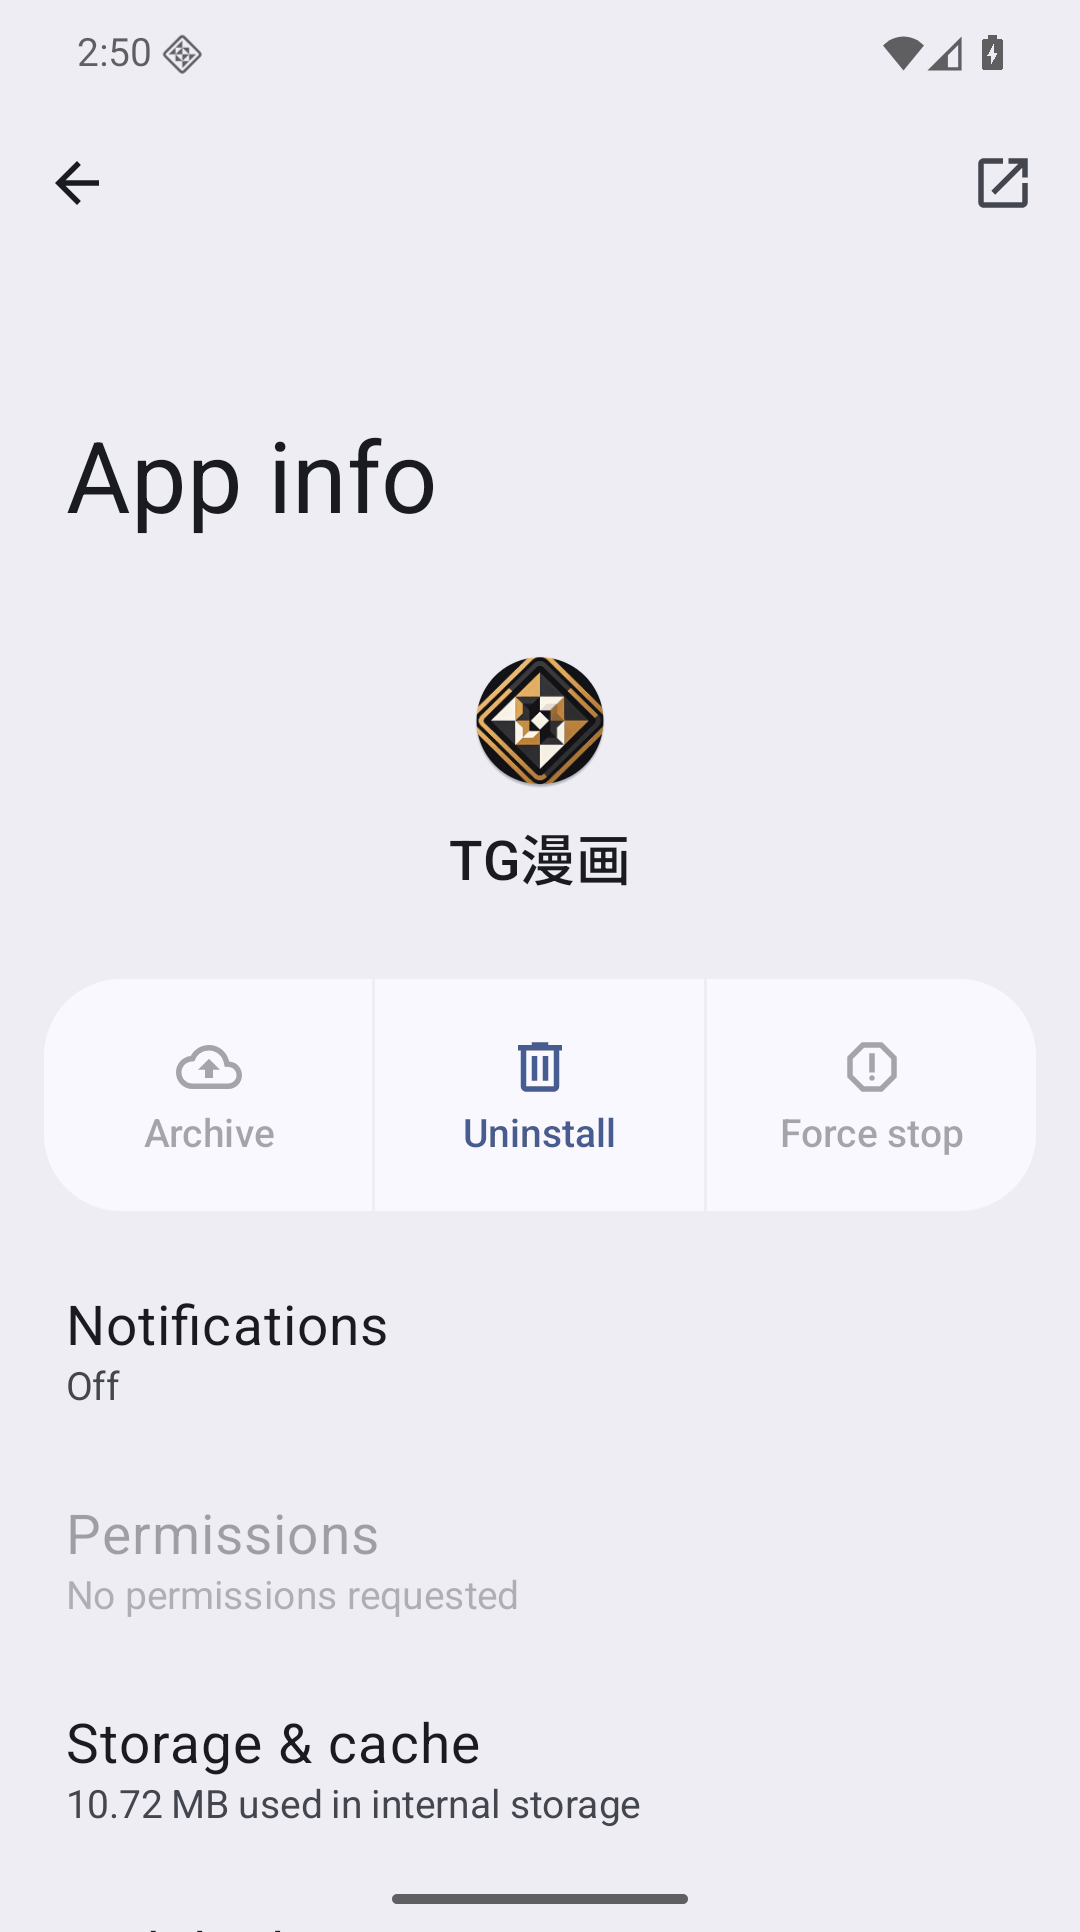 2:50
App info
TG漫画
Archive
Uninstall
Force stop
Notifications
Off
Permissions
No permissions requested
Storage & cache
10.72 MB used in internal storage